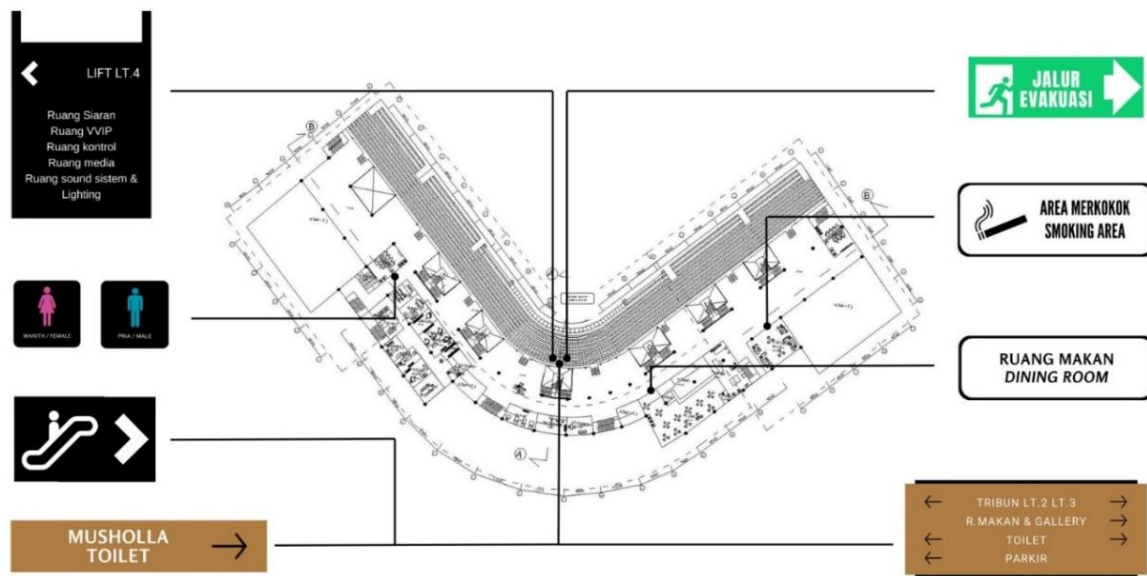 LIFT LT.4
Ruang Siaran
Ruang VVIP
Ruang kontrol
Ruang media
Ruang sound sistem &
Lighting
WANITA / FEMALE
PRIA / MALE
MUSHOLLA
TOILET
B
B
A
JALUR
EVAKUASI
AREA MERKOKOK
SMOKING AREA
RUANG MAKAN
DINING ROOM
TRIBUN LT.2 LT.3
R.MAKAN & GALLERY
TOILET
PARKIR